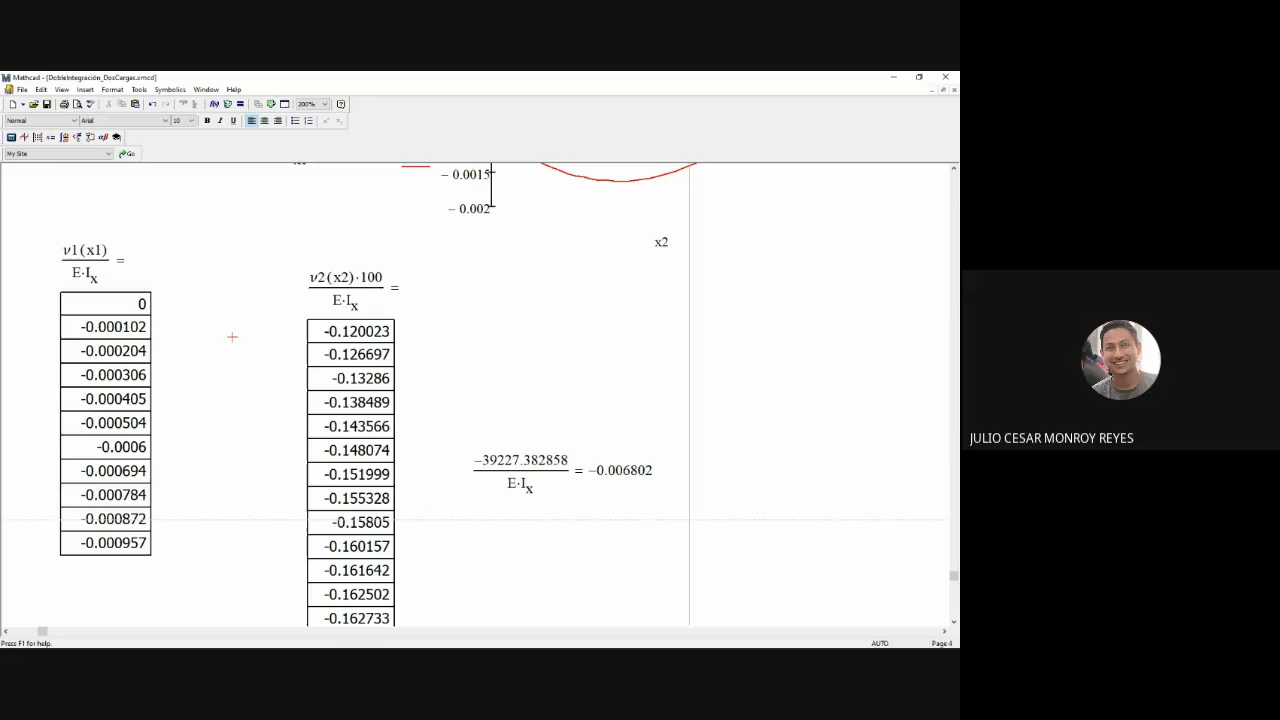 Mathcad - [DobleIntegración_DosCargas.xmcd]
File Edit View Insert Format Tools Symbolics Window Help
200%
Normal Arial 10 B I U
My Site Go
− 0.0015
− 0.002
x2
ν1(x1)
E·Ix
=
0
-0.000102
-0.000204
-0.000306
-0.000405
-0.000504
-0.0006
-0.000694
-0.000784
-0.000872
-0.000957
ν2(x2)·100
E·Ix
=
-0.120023
-0.126697
-0.13286
-0.138489
-0.143566
-0.148074
-0.151999
-0.155328
-0.15805
-0.160157
-0.161642
-0.162502
-0.162733
−39227.382858
E·Ix
= −0.006802
JULIO CESAR MONROY REYES
Press F1 for help. AUTO Page 4